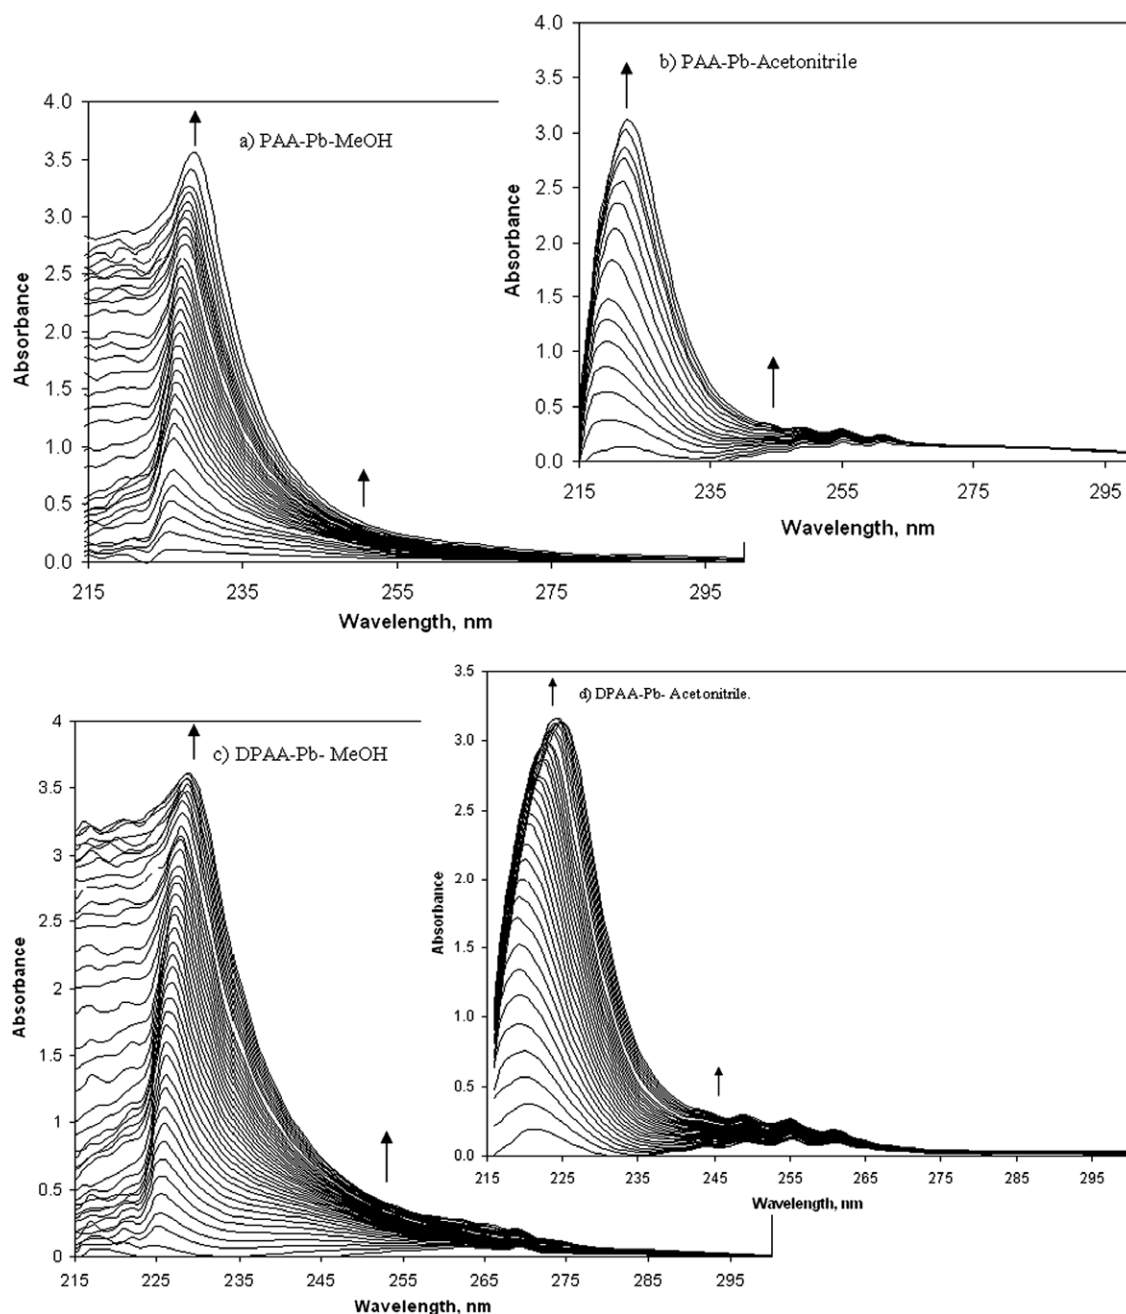 a) PAA-Pb-MeOH
4.0
3.5
3.0
2.5
2.0
1.5
1.0
0.5
0.0
Absorbance
215 235 255 275 295
Wavelength, nm
b) PAA-Pb-Acetonitrile
4.0
3.5
3.0
2.5
2.0
1.5
1.0
0.5
0.0
Absorbance
215 235 255 275 295
Wavelength, nm
c) DPAA-Pb- MeOH
4
3.5
3
2.5
2
1.5
1
0.5
0
Absorbance
215 225 235 245 255 265 275 285 295
Wavelength, nm
d) DPAA-Pb- Acetonitrile.
3.5
3.0
2.5
2.0
1.5
1.0
0.5
0.0
Absorbance
215 225 235 245 255 265 275 285 295
Wavelength, nm